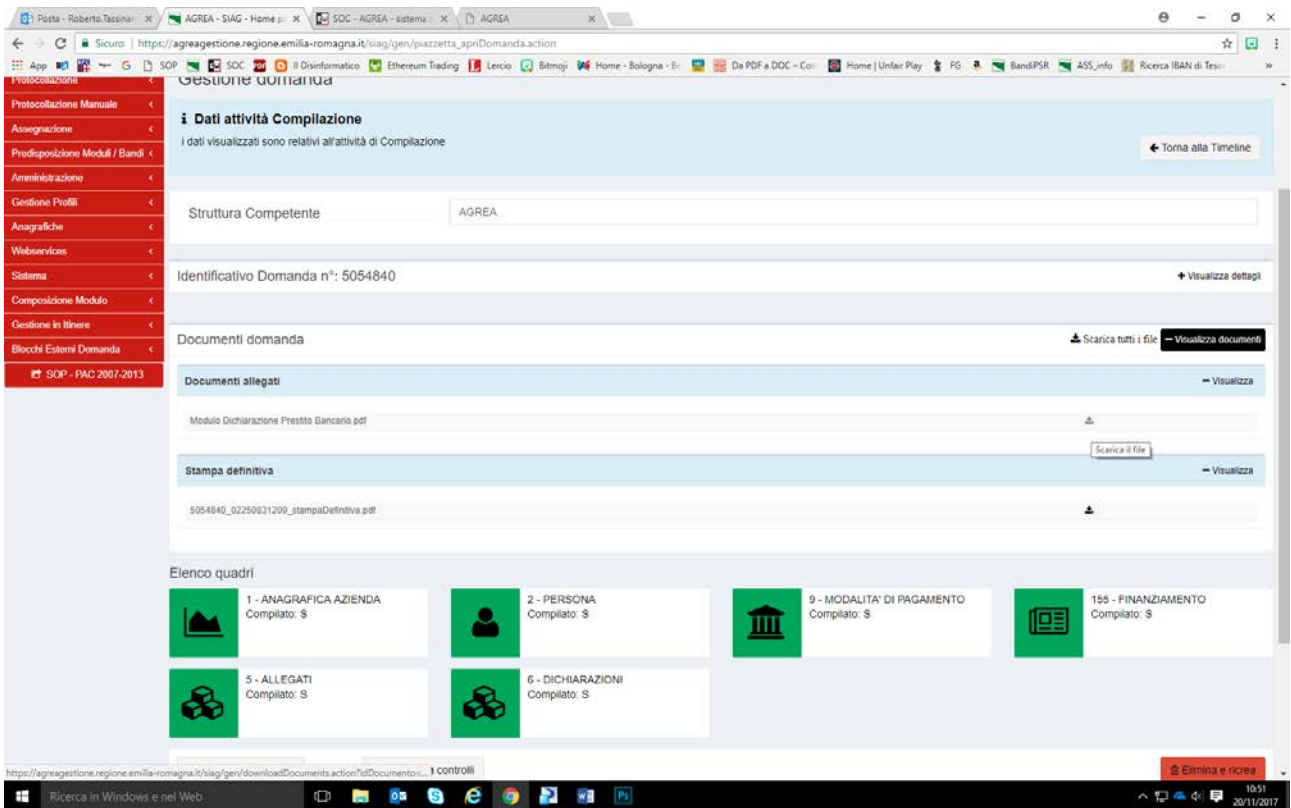 Posta - Roberto.Tassinar
AGREA - SIAG - Home p
SOC - AGREA - sistema
AGREA
Sicuro | https://agreagestione.regione.emilia-romagna.it/siag/gen/piazzetta_apriDomanda.action
App
G
SOP
SOC
Il Disinformatico
Ethereum Trading
Lercio
Bitmoji
Home - Bologna - B
Da PDF a DOC - Con
Home | Unfair Play
FG
BandiPSR
ASS_info
Ricerca IBAN di Teso
Protocollazione
Protocollazione Manuale
Assegnazione
Predisposizione Moduli / Bandi
Amministrazione
Gestione Profili
Anagrafiche
Webservices
Sistema
Composizione Modulo
Gestione in Itinere
Blocchi Esterni Domanda
SOP - PAC 2007-2013
Gestione domanda
Dati attività Compilazione
I dati visualizzati sono relativi all'attività di Compilazione
Torna alla Timeline
Struttura Competente
AGREA
Identificativo Domanda n°: 5054840
+ Visualizza dettagli
Documenti domanda
Scarica tutti i file
Visualizza documenti
Documenti allegati
Visualizza
Modulo Dichiarazione Prestito Bancario.pdf
Scarica il file
Stampa definitiva
Visualizza
5054840_02250831209_stampaDefinitiva.pdf
Elenco quadri
1 - ANAGRAFICA AZIENDA
Compilato: S
2 - PERSONA
Compilato: S
9 - MODALITA' DI PAGAMENTO
Compilato: S
155 - FINANZIAMENTO
Compilato: S
5 - ALLEGATI
Compilato: S
6 - DICHIARAZIONI
Compilato: S
controlli
Elimina e ricrea
https://agreagestione.regione.emilia-romagna.it/siag/gen/downloadDocuments.action?idDocumento=...
Ricerca in Windows e nel Web
10:51
20/11/2017